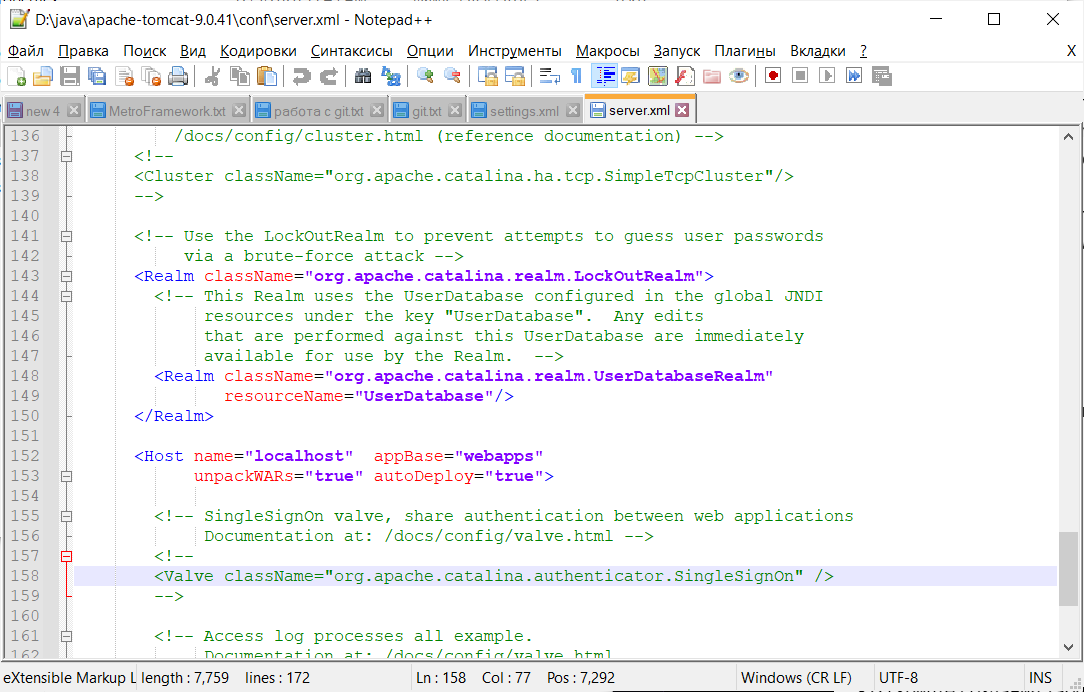 D:\java\apache-tomcat-9.0.41\conf\server.xml - Notepad++
Файл Правка Поиск Вид Кодировки Синтаксисы Опции Инструменты Макросы Запуск Плагины Вкладки ? X
new 4 MetroFramework.txt работа с git.txt git.txt settings.xml server.xml
136 /docs/config/cluster.html (reference documentation) -->
137 <!--
138 <Cluster className="org.apache.catalina.ha.tcp.SimpleTcpCluster"/>
139 -->
140
141 <!-- Use the LockOutRealm to prevent attempts to guess user passwords
142 via a brute-force attack -->
143 <Realm className="org.apache.catalina.realm.LockOutRealm">
144 <!-- This Realm uses the UserDatabase configured in the global JNDI
145 resources under the key "UserDatabase".  Any edits
146 that are performed against this UserDatabase are immediately
147 available for use by the Realm.  -->
148 <Realm className="org.apache.catalina.realm.UserDatabaseRealm"
149 resourceName="UserDatabase"/>
150 </Realm>
151
152 <Host name="localhost"  appBase="webapps"
153 unpackWARs="true" autoDeploy="true">
154
155 <!-- SingleSignOn valve, share authentication between web applications
156 Documentation at: /docs/config/valve.html -->
157 <!--
158 <Valve className="org.apache.catalina.authenticator.SingleSignOn" />
159 -->
160
161 <!-- Access log processes all example.
162 Documentation at: /docs/config/valve.html
eXtensible Markup L length : 7,759 lines : 172 Ln : 158 Col : 77 Pos : 7,292 Windows (CR LF) UTF-8 INS